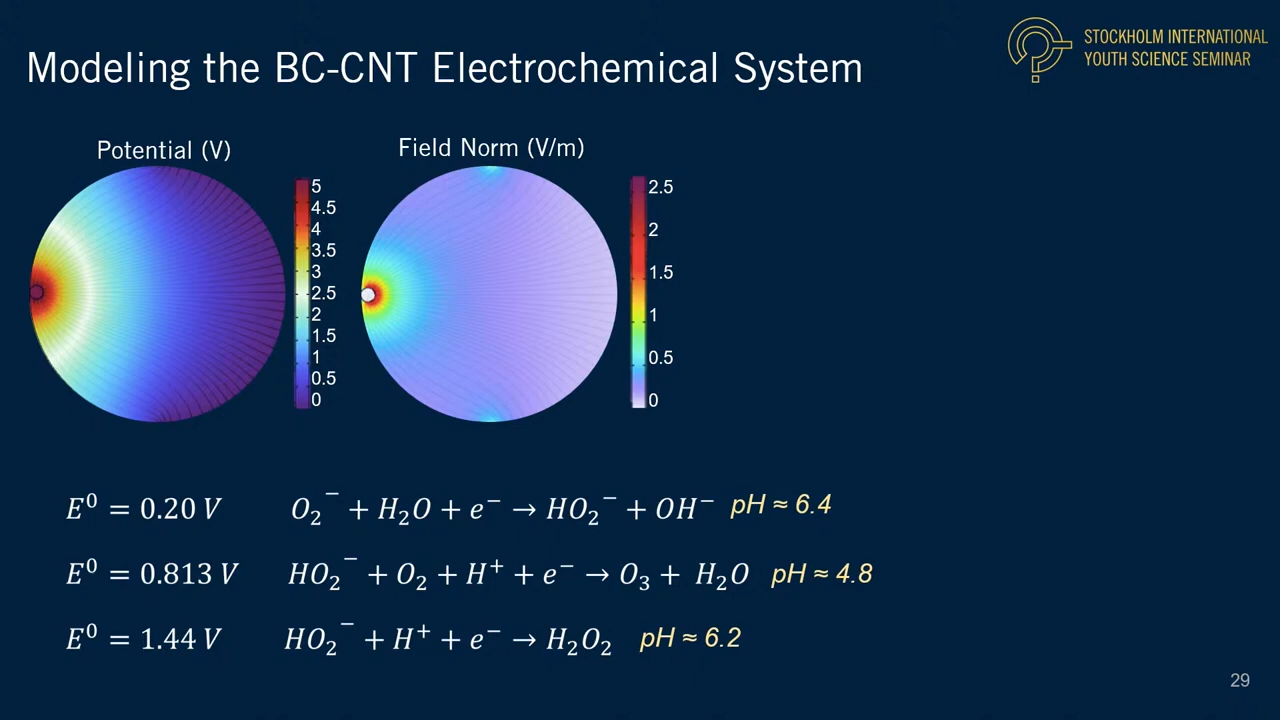 STOCKHOLM INTERNATIONAL
YOUTH SCIENCE SEMINAR
Modeling the BC-CNT Electrochemical System
Potential (V)
Field Norm (V/m)
5
4.5
4
3.5
3
2.5
2
1.5
1
0.5
0
2.5
2
1.5
1
0.5
0
E⁰ = 0.20 V O₂⁻ + H₂O + e⁻ → HO₂⁻ + OH⁻ pH ≈ 6.4
E⁰ = 0.813 V HO₂⁻ + O₂ + H⁺ + e⁻ → O₃ + H₂O pH ≈ 4.8
E⁰ = 1.44 V HO₂⁻ + H⁺ + e⁻ → H₂O₂ pH ≈ 6.2
29